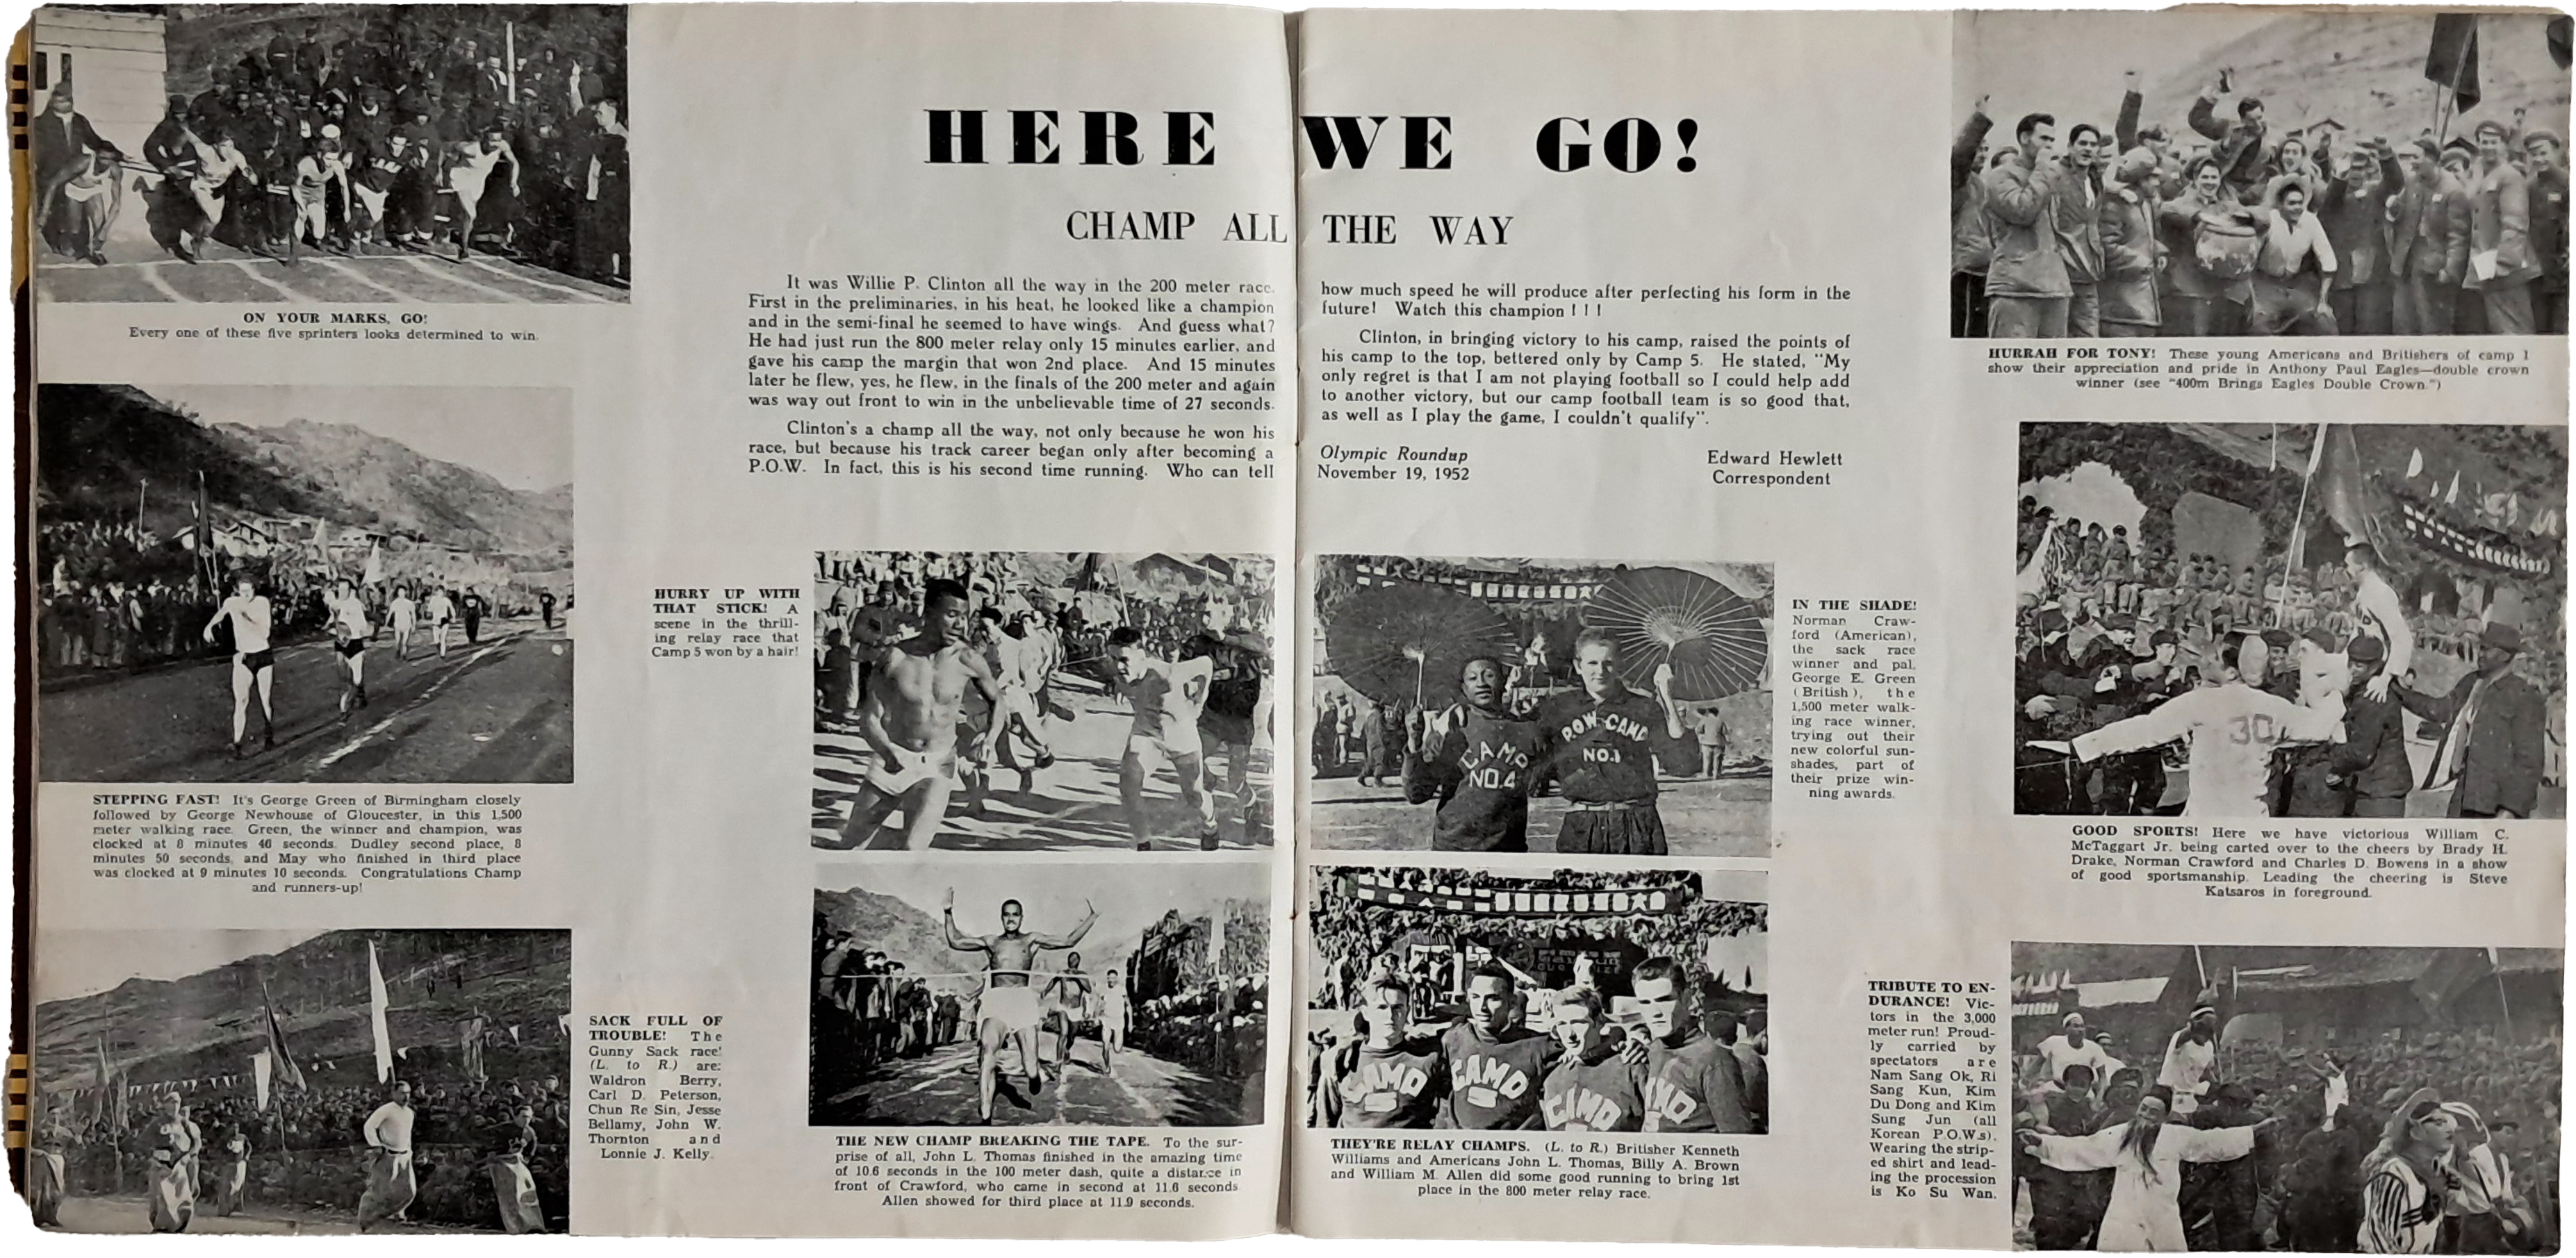 HERE WE GO!
CHAMP ALL THE WAY
It was Willie P. Clinton all the way in the 200 meter race.
First in the preliminaries, in his heat, he looked like a champion
and in the semi-final he seemed to have wings. And guess what?
He had just run the 800 meter relay only 15 minutes earlier, and
gave his camp the margin that won 2nd place. And 15 minutes
later he flew, yes, he flew, in the finals of the 200 meter and again
was way out front to win in the unbelievable time of 27 seconds.
Clinton's a champ all the way, not only because he won his
race, but because his track career began only after becoming a
P.O.W. In fact, this is his second time running. Who can tell
how much speed he will produce after perfecting his form in the
future! Watch this champion ! ! !
Clinton, in bringing victory to his camp, raised the points of
his camp to the top, bettered only by Camp 5. He stated, "My
only regret is that I am not playing football so I could help add
to another victory, but our camp football team is so good that,
as well as I play the game, I couldn't qualify".
Olympic Roundup
November 19, 1952
Edward Hewlett
Correspondent
ON YOUR MARKS, GO!
Every one of these five sprinters looks determined to win.
STEPPING FAST! It's George Green of Birmingham closely
followed by George Newhouse of Gloucester, in this 1,500
meter walking race. Green, the winner and champion, was
clocked at 8 minutes 46 seconds. Dudley second place, 8
minutes 50 seconds, and May who finished in third place
was clocked at 9 minutes 10 seconds. Congratulations Champ
and runners-up!
SACK FULL OF
TROUBLE! The
Gunny Sack race!
(L. to R.) are:
Waldron Berry,
Carl D. Peterson,
Chun Re Sin, Jesse
Bellamy, John W.
Thornton and
Lonnie J. Kelly.
HURRY UP WITH
THAT STICK! A
scene in the thrill-
ing relay race that
Camp 5 won by a hair!
THE NEW CHAMP BREAKING THE TAPE. To the sur-
prise of all, John L. Thomas finished in the amazing time
of 10.6 seconds in the 100 meter dash, quite a distance in
front of Crawford, who came in second at 11.6 seconds.
Allen showed for third place at 11.9 seconds.
CAMP
NO.4
POW CAMP
NO.1
IN THE SHADE!
Norman Craw-
ford (American),
the sack race
winner and pal,
George E. Green
(British), the
1,500 meter walk-
ing race winner,
trying out their
new colorful sun-
shades, part of
their prize win-
ning awards.
CAMP
CAMP
CAMP
THEY'RE RELAY CHAMPS. (L. to R.) Britisher Kenneth
Williams and Americans John L. Thomas, Billy A. Brown
and William M. Allen did some good running to bring 1st
place in the 800 meter relay race.
HURRAH FOR TONY! These young Americans and Britishers of camp 1
show their appreciation and pride in Anthony Paul Eagles—double crown
winner (see "400m Brings Eagles Double Crown.")
30
GOOD SPORTS! Here we have victorious William C.
McTaggart Jr. being carted over to the cheers by Brady H.
Drake, Norman Crawford and Charles D. Bowens in a show
of good sportsmanship. Leading the cheering is Steve
Katsaros in foreground.
TRIBUTE TO EN-
DURANCE! Vic-
tors in the 3,000
meter run! Proud-
ly carried by
spectators are
Nam Sang Ok, Ri
Sang Kun, Kim
Du Dong and Kim
Sung Jun (all
Korean P.O.W.s).
Wearing the strip-
ed shirt and lead-
ing the procession
is Ko Su Wan.